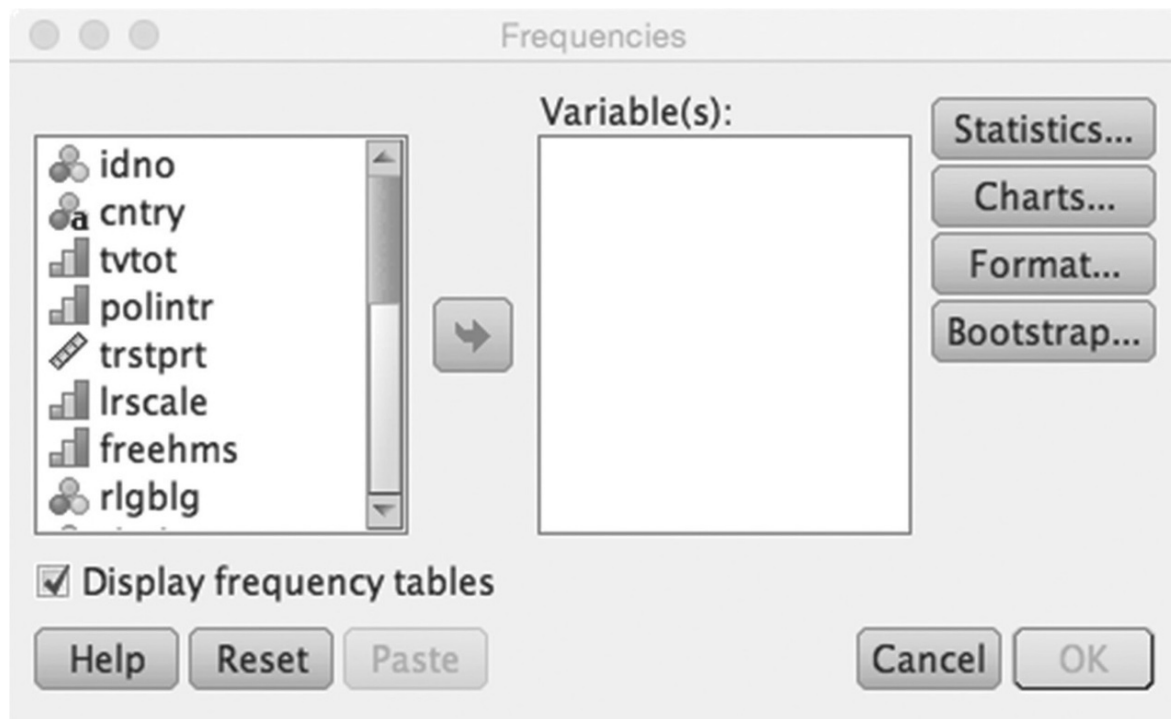 Frequencies
Variable(s):
idno
a cntry
tvtot
polintr
trstprt
lrscale
freehms
rlgblg
Statistics...
Charts...
Format...
Bootstrap...
Display frequency tables
Help
Reset
Paste
Cancel
OK